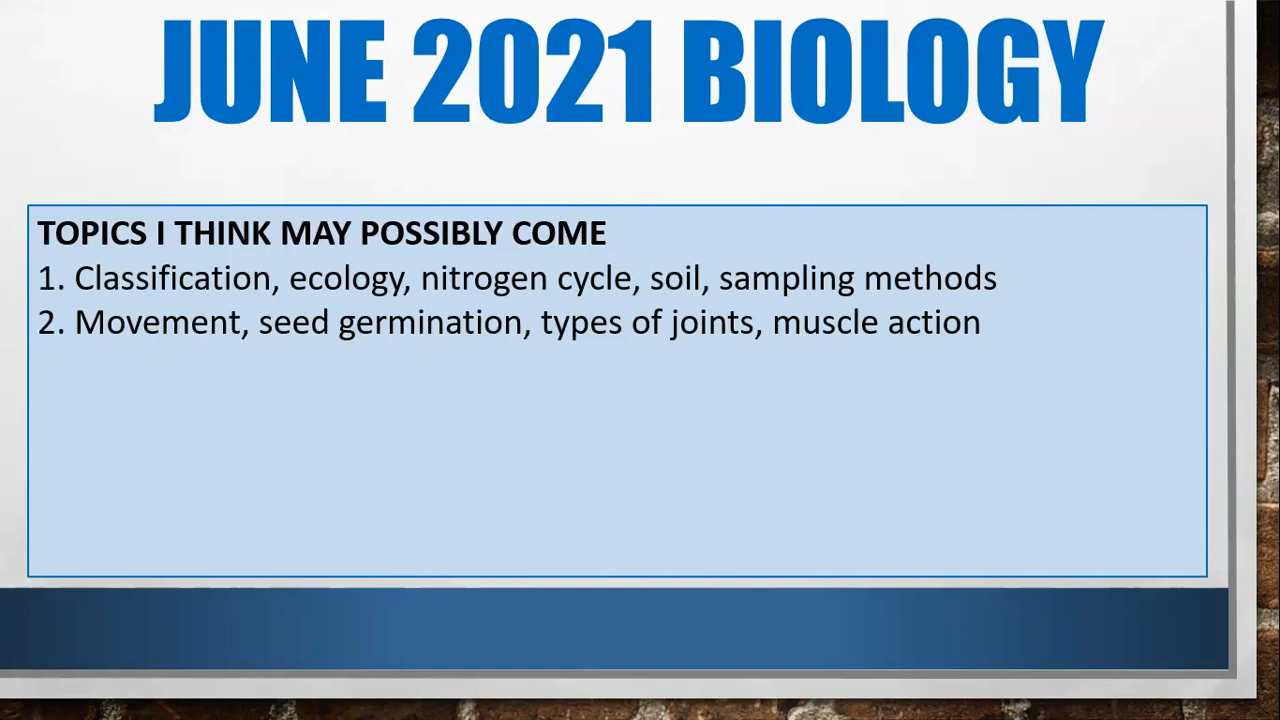 JUNE 2021 BIOLOGY
TOPICS I THINK MAY POSSIBLY COME
1. Classification, ecology, nitrogen cycle, soil, sampling methods
2. Movement, seed germination, types of joints, muscle action